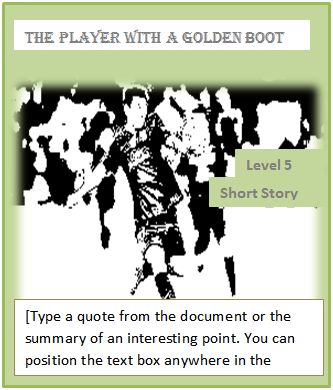 THE PLAYER WITH A GOLDEN BOOT
Level 5
Short Story
[Type a quote from the document or the
summary of an interesting point. You can
position the text box anywhere in the